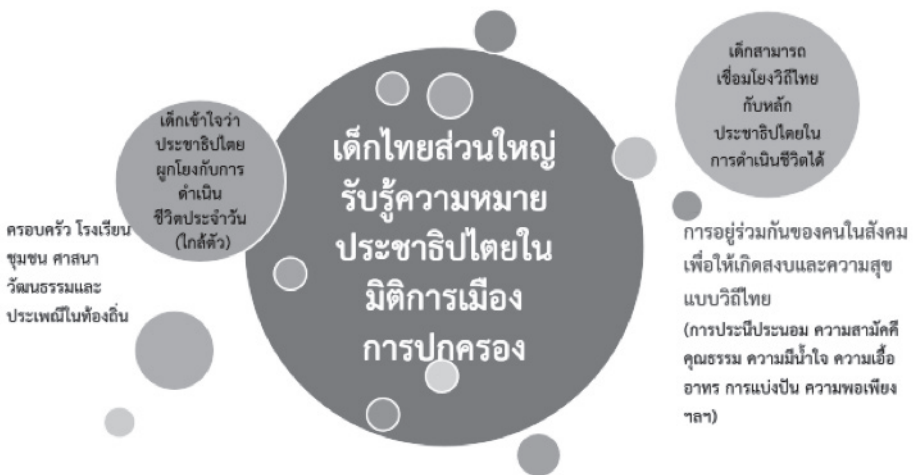 เด็กเข้าใจว่า
ประชาธิปไตย
ผูกโยงกับการ
ดำเนิน
ชีวิตประจำวัน
(ใกล้ตัว)
ครอบครัว โรงเรียน
ชุมชน ศาสนา
วัฒนธรรมและ
ประเพณีในท้องถิ่น
เด็กไทยส่วนใหญ่
รับรู้ความหมาย
ประชาธิปไตยใน
มิติการเมือง
การปกครอง
เด็กสามารถ
เชื่อมโยงวิถีไทย
กับหลัก
ประชาธิปไตยใน
การดำเนินชีวิตได้
การอยู่ร่วมกันของคนในสังคม
เพื่อให้เกิดสงบและความสุข
แบบวิถีไทย
(การประนีประนอม ความสามัคคี
คุณธรรม ความมีน้ำใจ ความเอื้อ
อาทร การแบ่งปัน ความพอเพียง
ฯลฯ)